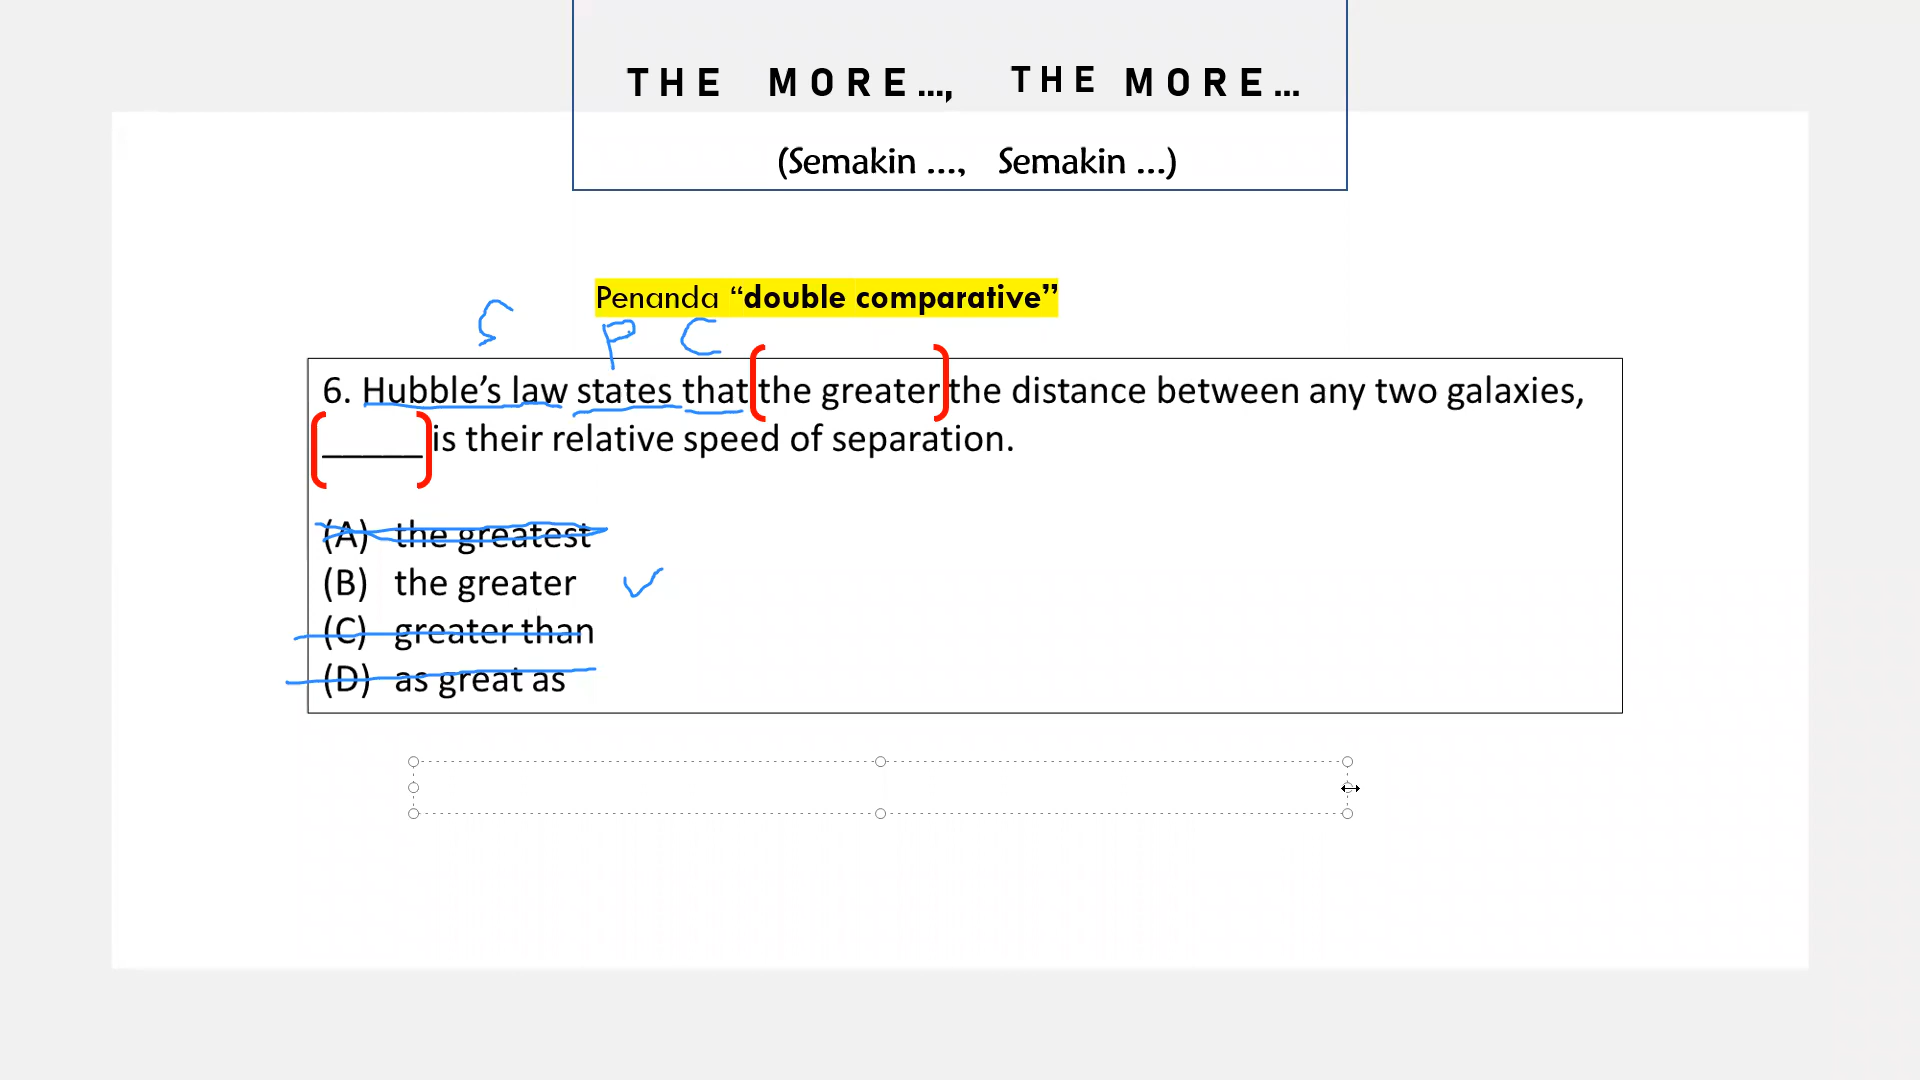 THE MORE..., THE MORE...
(Semakin ..., Semakin ...)
Penanda “double comparative”
S P C
6. Hubble’s law states that the greater the distance between any two galaxies,
_____ is their relative speed of separation.
(A) the greatest
(B) the greater
(C) greater than
(D) as great as